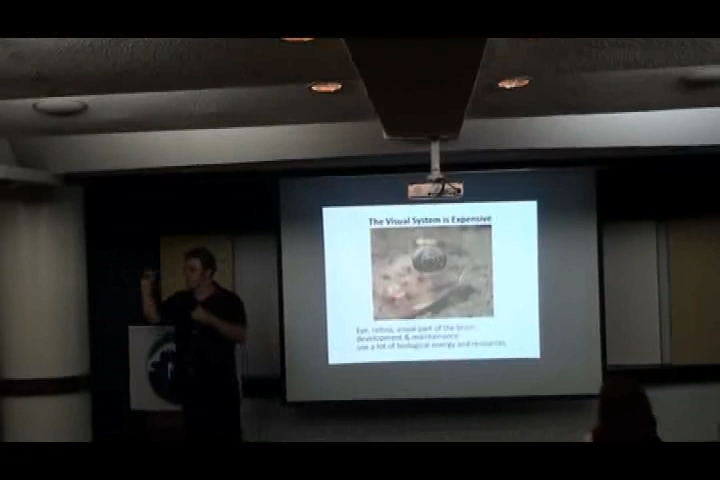 The Visual System is Expensive
Eye, retina, visual part of the brain
development & maintenance
use a lot of biological energy and resources